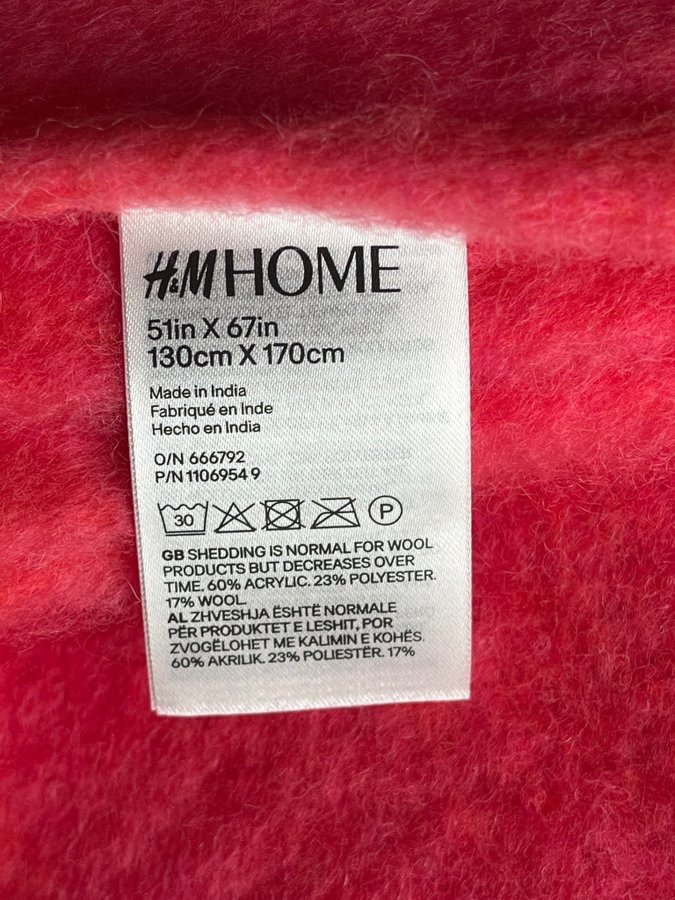 H&M HOME
51in X 67in
130cm X 170cm
Made in India
Fabriqué en Inde
Hecho en India
O/N 666792
P/N 1106954 9
30
P
GB SHEDDING IS NORMAL FOR WOOL
PRODUCTS BUT DECREASES OVER
TIME. 60% ACRYLIC. 23% POLYESTER.
17% WOOL.
AL ZHVESHJA ËSHTË NORMALE
PËR PRODUKTET E LESHIT, POR
ZVOGËLOHET ME KALIMIN E KOHËS.
60% AKRILIK. 23% POLIESTËR. 17%